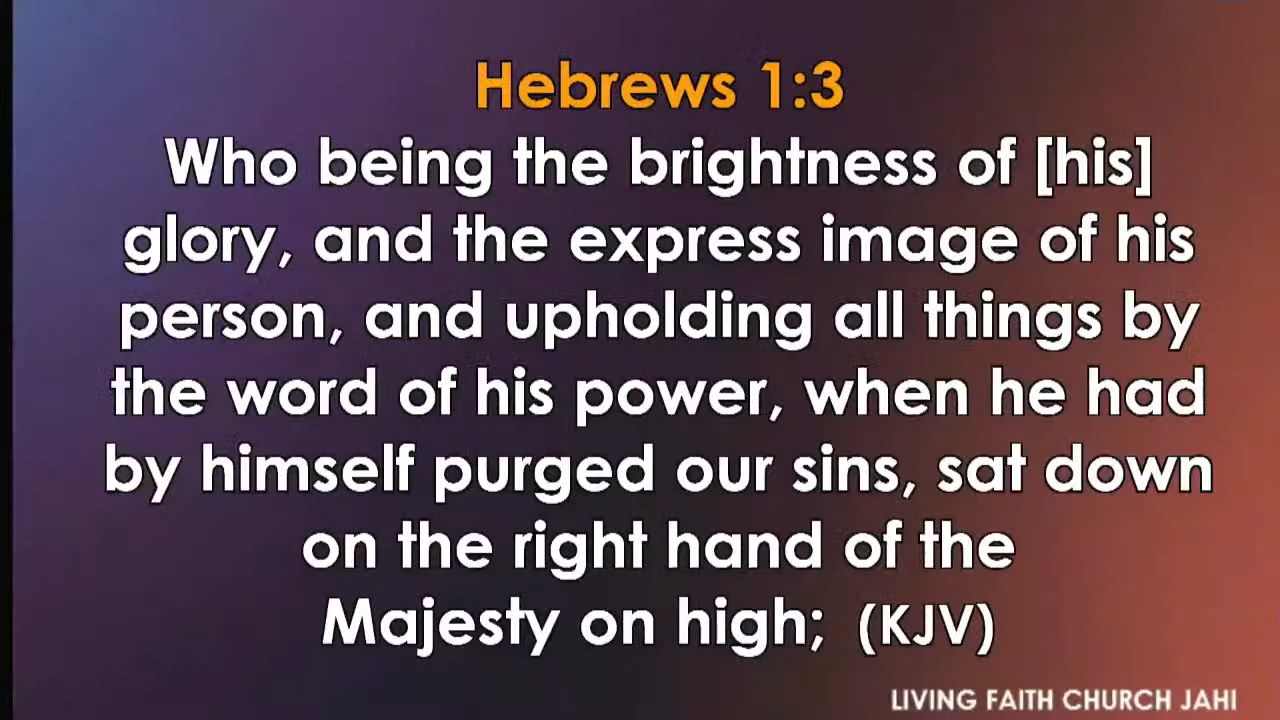 Hebrews 1:3
Who being the brightness of [his]
glory, and the express image of his
person, and upholding all things by
the word of his power, when he had
by himself purged our sins, sat down
on the right hand of the
Majesty on high; (KJV)
LIVING FAITH CHURCH JAHI